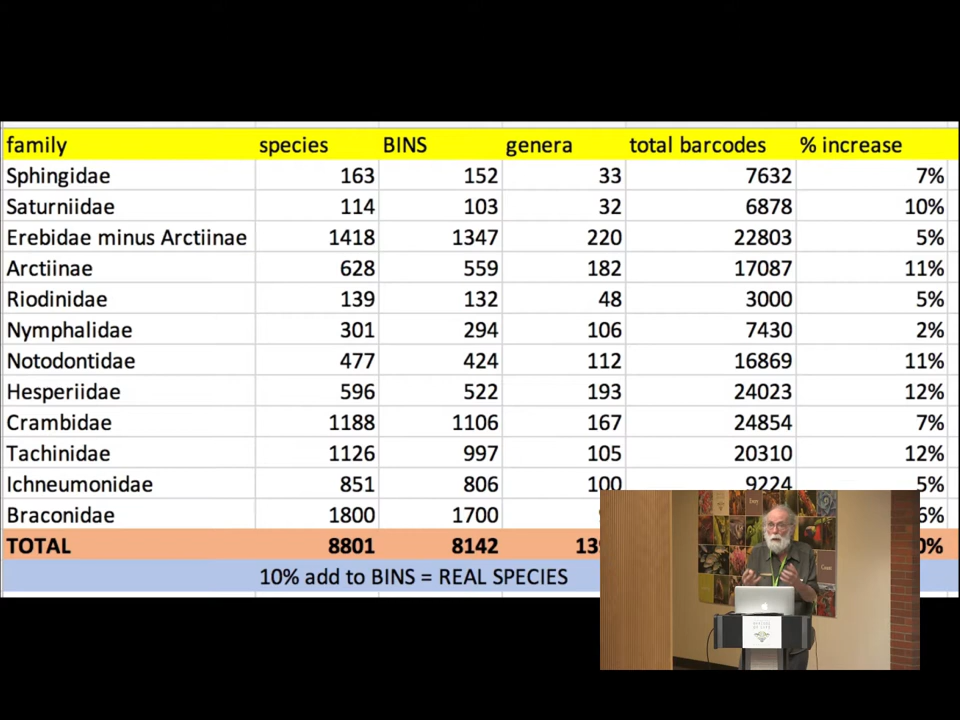 family species BINS genera total barcodes % increase
Sphingidae 163 152 33 7632 7%
Saturniidae 114 103 32 6878 10%
Erebidae minus Arctiinae 1418 1347 220 22803 5%
Arctiinae 628 559 182 17087 11%
Riodinidae 139 132 48 3000 5%
Nymphalidae 301 294 106 7430 2%
Notodontidae 477 424 112 16869 11%
Hesperiidae 596 522 193 24023 12%
Crambidae 1188 1106 167 24854 7%
Tachinidae 1126 997 105 20310 12%
Ichneumonidae 851 806 100 9224 5%
Braconidae 1800 1700 6%
TOTAL 8801 8142
10% add to BINS = REAL SPECIES